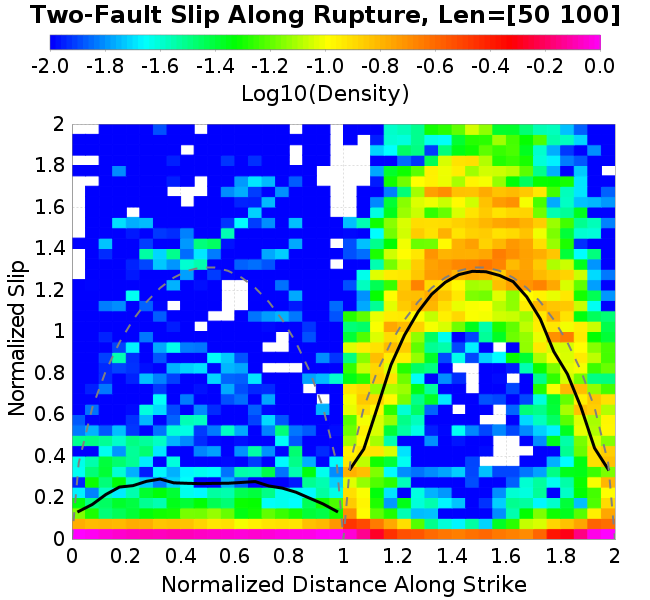 Two-Fault Slip Along Rupture, Len=[50 100]
-2.0 -1.8 -1.6 -1.4 -1.2 -1.0 -0.8 -0.6 -0.4 -0.2 0.0
Log10(Density)
2
1.8
1.6
1.4
1.2
1
0.8
0.6
0.4
0.2
0
Normalized Slip
0 0.2 0.4 0.6 0.8 1 1.2 1.4 1.6 1.8 2
Normalized Distance Along Strike